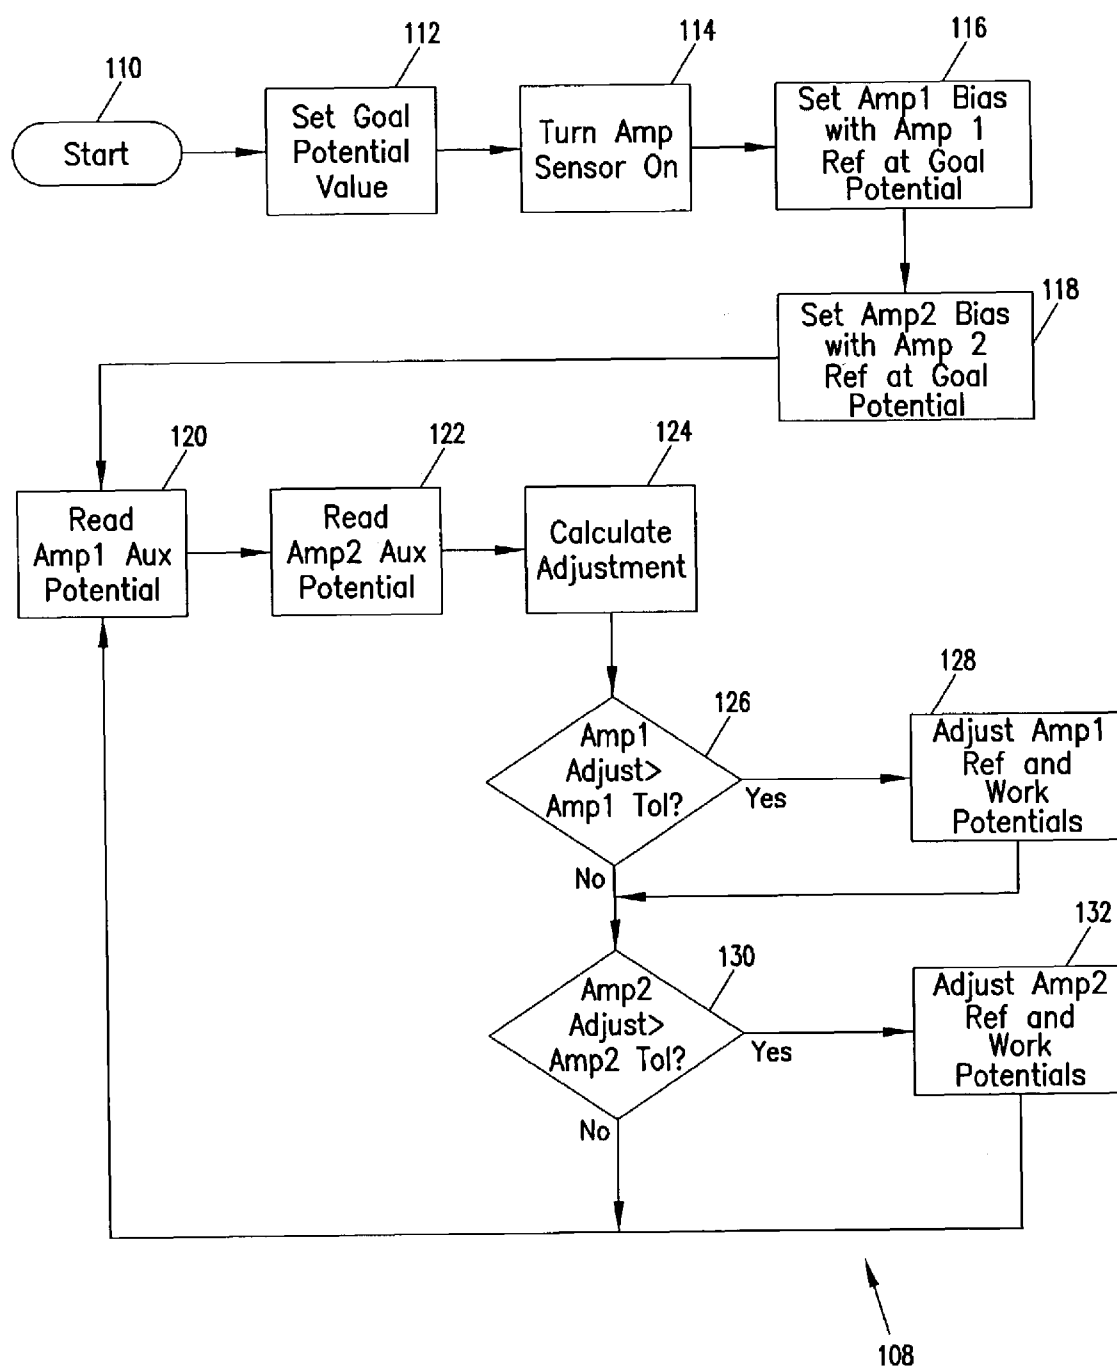 110
Start
112
Set Goal
Potential
Value
114
Turn Amp
Sensor On
116
Set Amp1 Bias
with Amp 1
Ref at Goal
Potential
118
Set Amp2 Bias
with Amp 2
Ref at Goal
Potential
120
Read
Amp1 Aux
Potential
122
Read
Amp2 Aux
Potential
124
Calculate
Adjustment
126
Amp1
Adjust>
Amp1 Tol?
Yes
No
128
Adjust Amp1
Ref and
Work
Potentials
130
Amp2
Adjust>
Amp2 Tol?
Yes
No
132
Adjust Amp2
Ref and
Work
Potentials
108